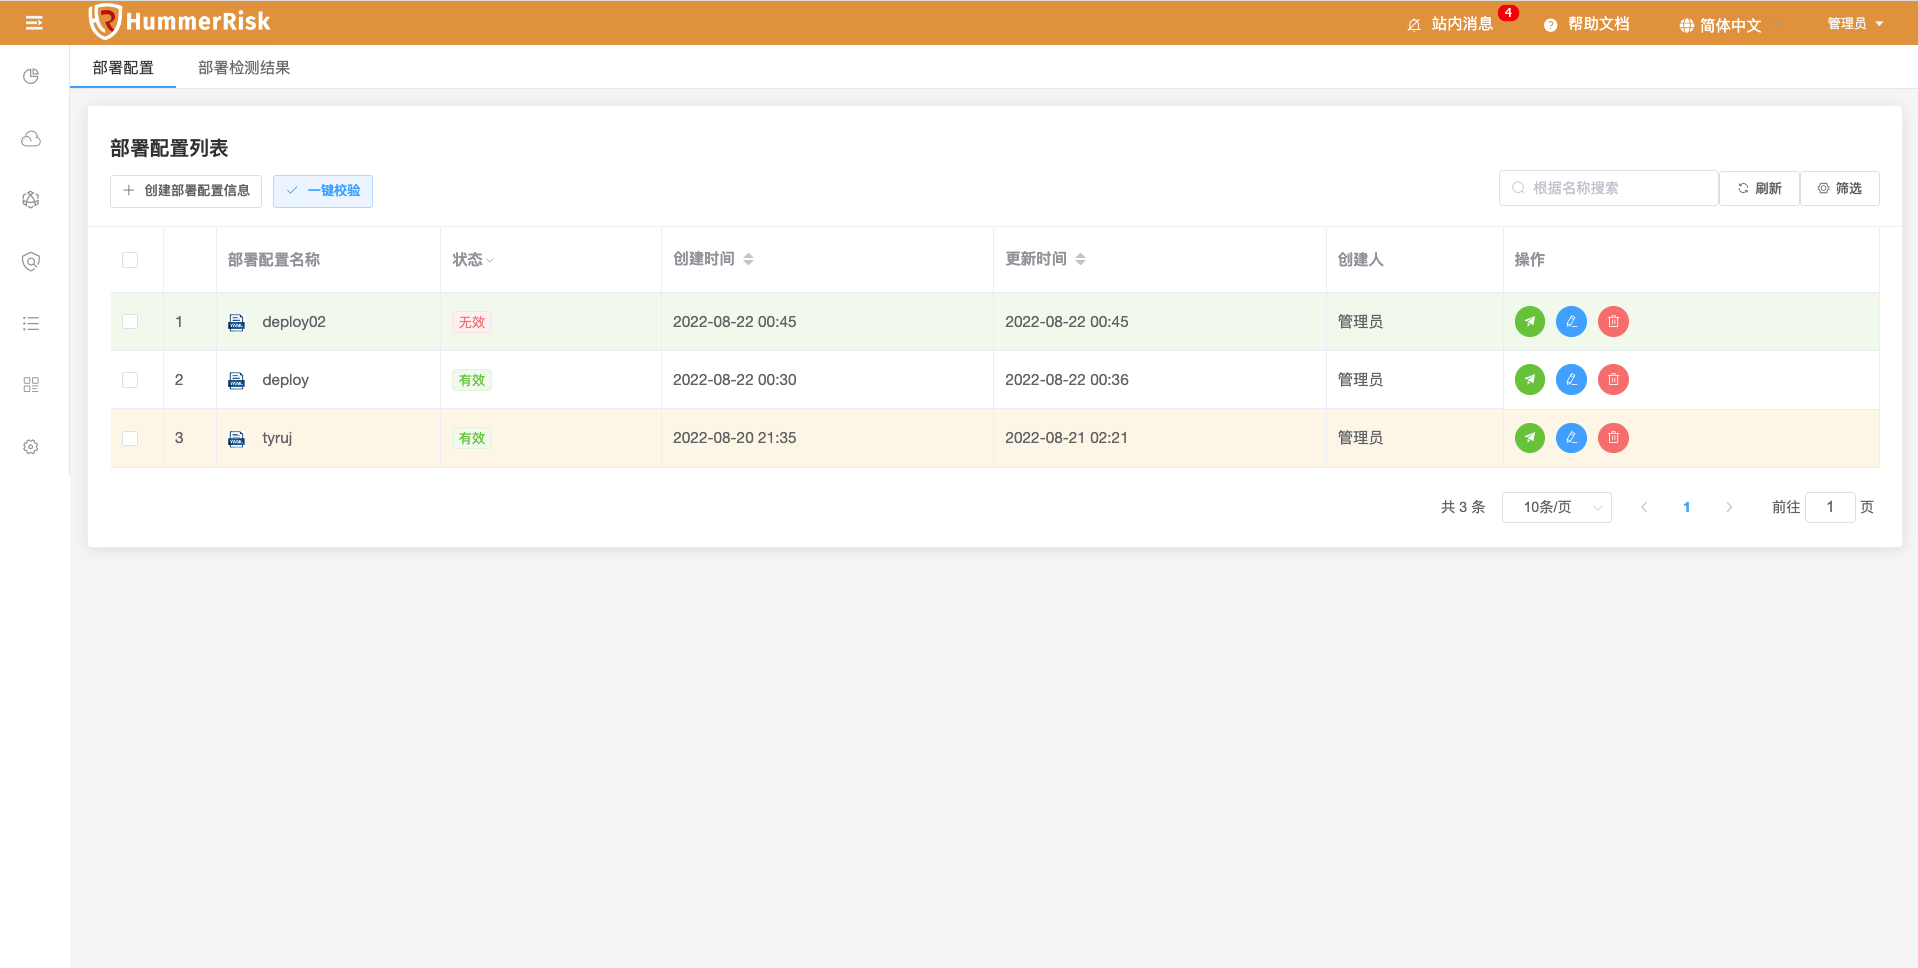 HummerRisk
站内消息 4 帮助文档 简体中文 管理员
部署配置 部署检测结果
部署配置列表
创建部署配置信息 一键校验 根据名称搜索 刷新 筛选
部署配置名称 状态 创建时间 更新时间 创建人 操作
1 YAML deploy02 无效 2022-08-22 00:45 2022-08-22 00:45 管理员
2 YAML deploy 有效 2022-08-22 00:30 2022-08-22 00:36 管理员
3 YAML tyruj 有效 2022-08-20 21:35 2022-08-21 02:21 管理员
共 3 条 10条/页 1 前往 1 页